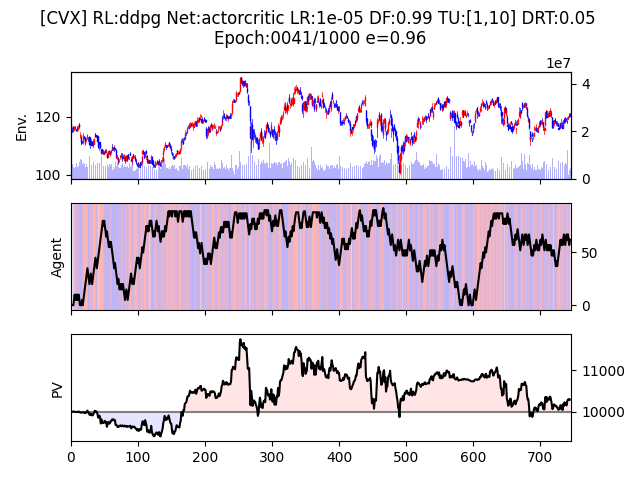 [CVX] RL:ddpg Net:actorcritic LR:1e-05 DF:0.99 TU:[1,10] DRT:0.05
Epoch:0041/1000 e=0.96
1e7
Env.
120
100
4
2
0
Agent
50
0
PV
11000
10000
0 100 200 300 400 500 600 700